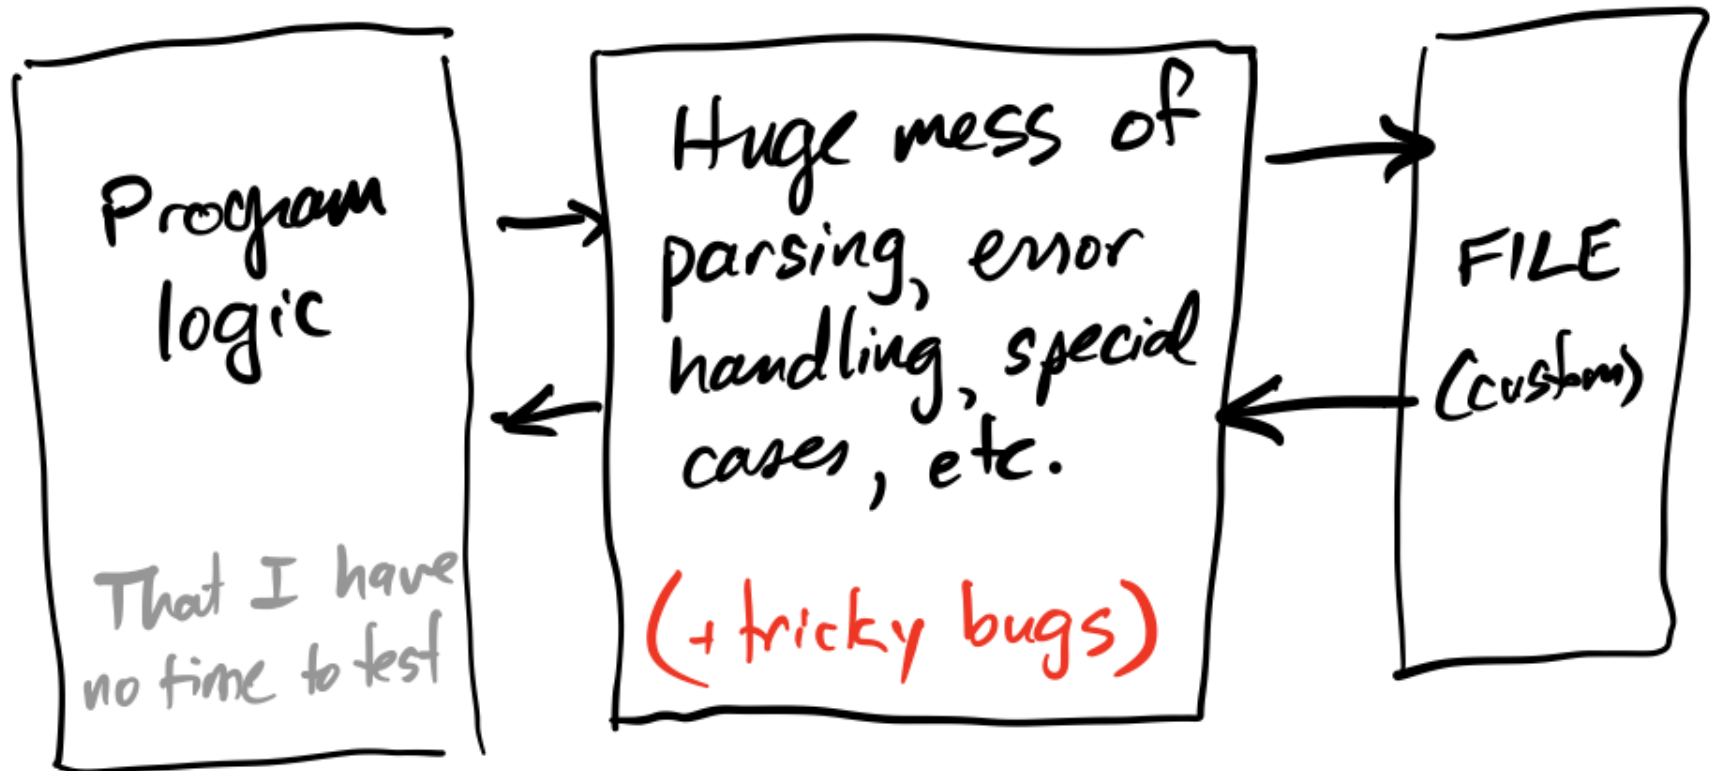 Program
logic
That I have
no time to test
Huge mess of
parsing, error
handling, special
cases, etc.
(+ tricky bugs)
FILE
(custom)